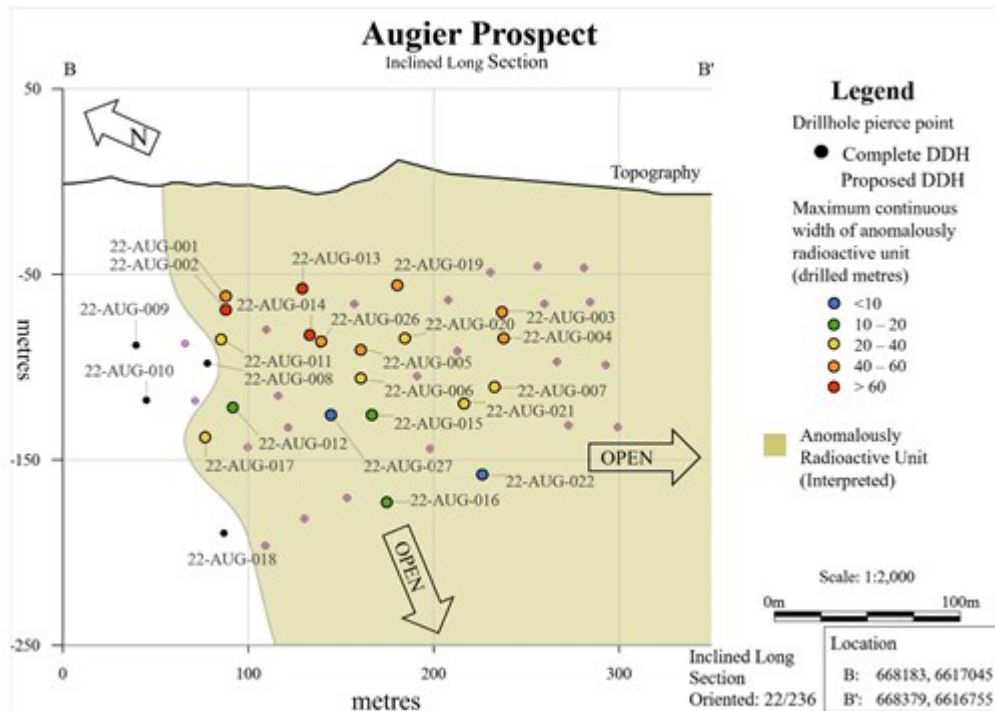 Augier Prospect
Inclined Long Section
B
B'
50
-50
-150
-250
metres
0
100
200
300
metres
N
Topography
22-AUG-001
22-AUG-002
22-AUG-013
22-AUG-019
22-AUG-009
22-AUG-014
22-AUG-026
22-AUG-020
22-AUG-003
22-AUG-004
22-AUG-011
22-AUG-005
22-AUG-010
22-AUG-008
22-AUG-006
22-AUG-007
22-AUG-021
22-AUG-012
22-AUG-015
22-AUG-017
22-AUG-027
22-AUG-022
22-AUG-016
22-AUG-018
OPEN
OPEN
Legend
Drillhole pierce point
Complete DDH
Proposed DDH
Maximum continuous
width of anomalously
radioactive unit
(drilled metres)
<10
10 – 20
20 – 40
40 – 60
> 60
Anomalously
Radioactive Unit
(Interpreted)
Scale: 1:2,000
0m
100m
Inclined Long
Section
Oriented: 22/236
Location
B: 668183, 6617045
B': 668379, 6616755